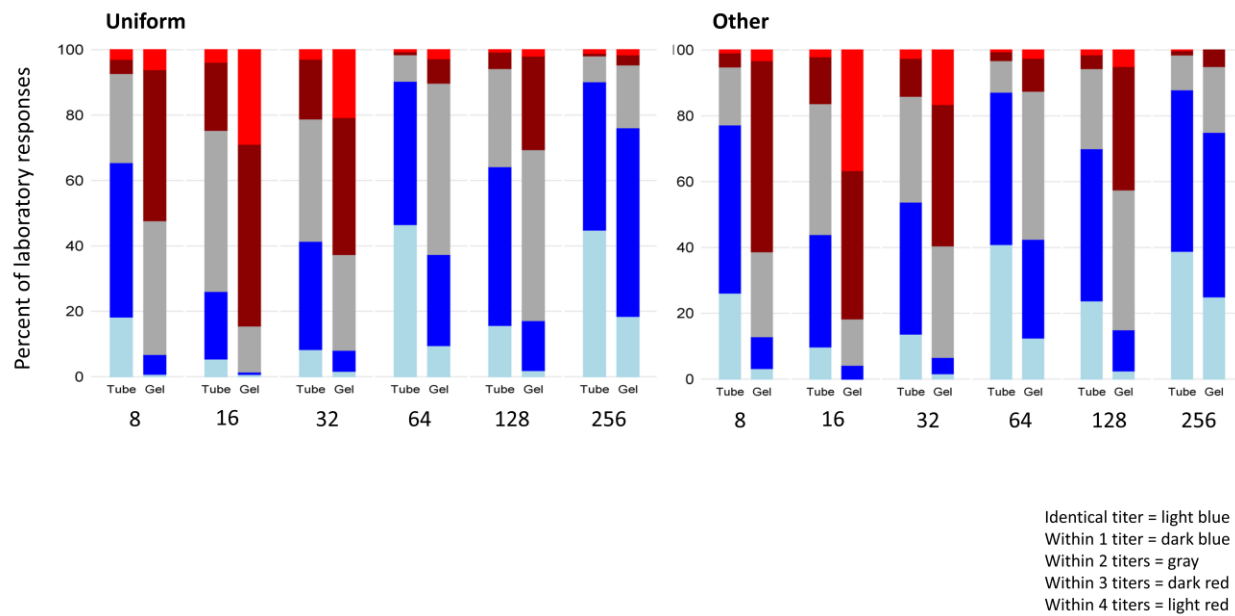 Uniform
Other
Percent of laboratory responses
100
80
60
40
20
0
Tube Gel Tube Gel Tube Gel Tube Gel Tube Gel Tube Gel
8 16 32 64 128 256
100
80
60
40
20
0
Tube Gel Tube Gel Tube Gel Tube Gel Tube Gel Tube Gel
8 16 32 64 128 256
Identical titer = light blue
Within 1 titer = dark blue
Within 2 titers = gray
Within 3 titers = dark red
Within 4 titers = light red